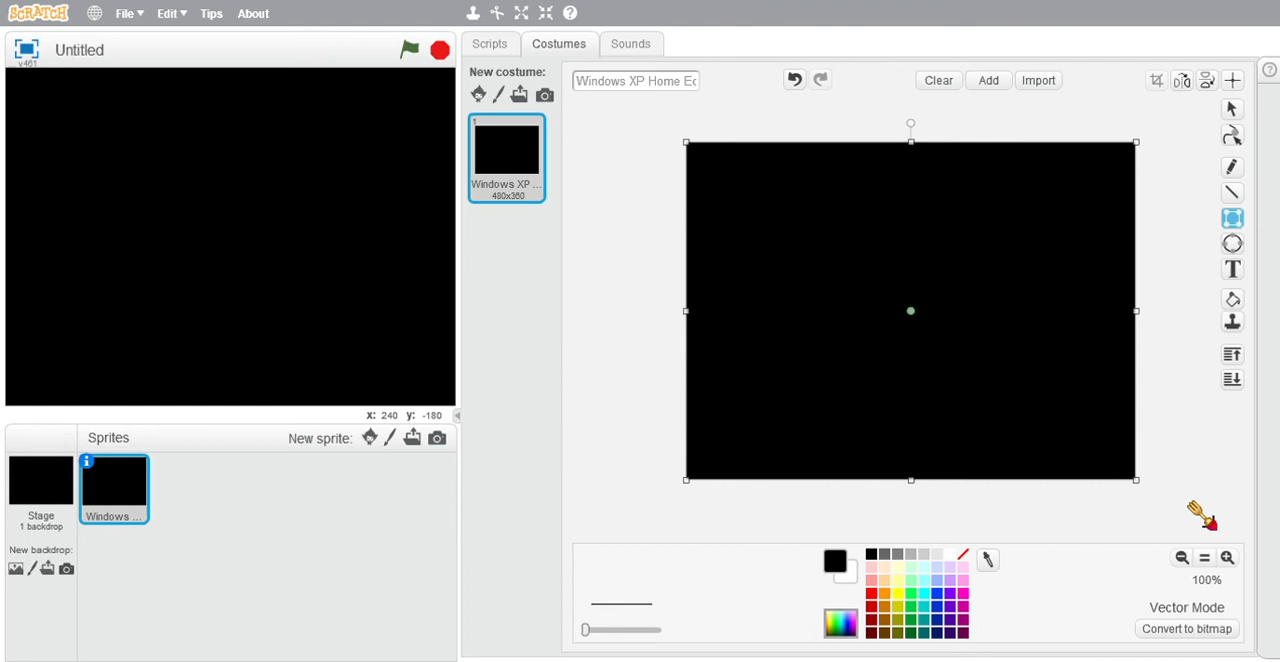 SCRATCH File Edit Tips About
Untitled
v461
Scripts Costumes Sounds
New costume:
Windows XP Home Ec
Clear Add Import
1
Windows XP ...
480x360
x: 240 y: -180
Sprites New sprite:
Stage
1 backdrop
Windows ...
New backdrop:
T
100%
Vector Mode
Convert to bitmap